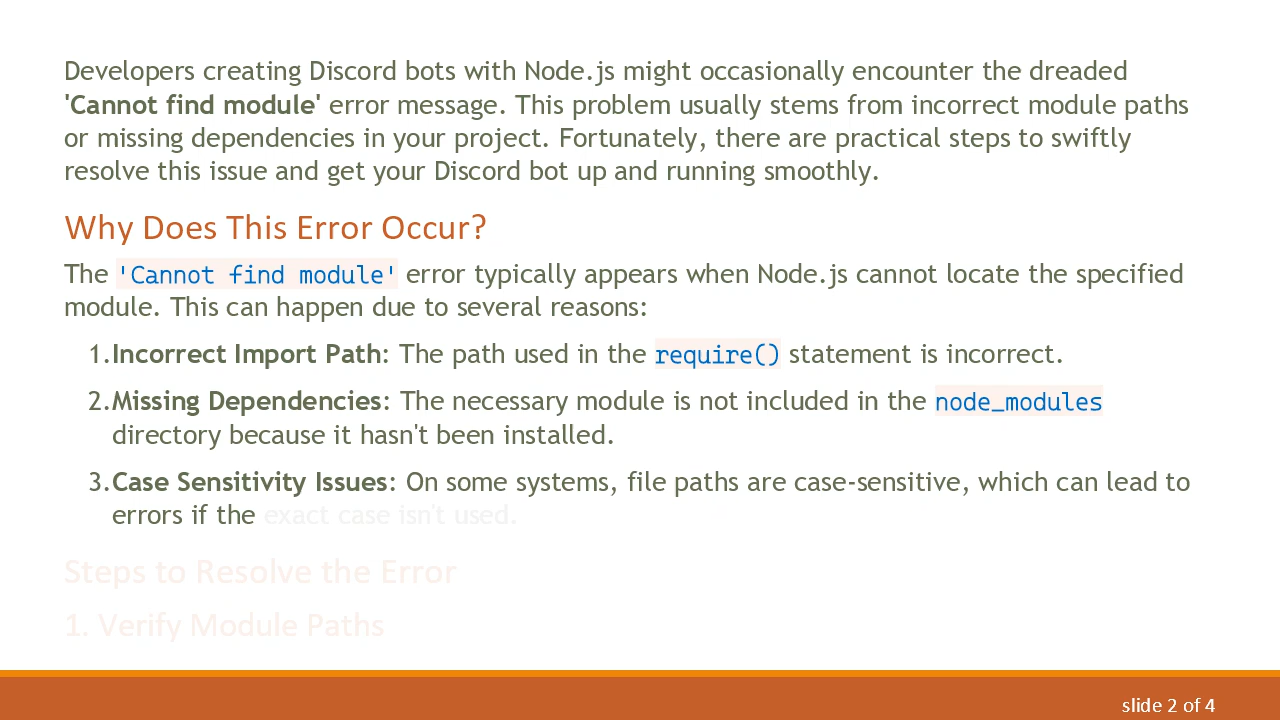 Developers creating Discord bots with Node.js might occasionally encounter the dreaded
'Cannot find module' error message. This problem usually stems from incorrect module paths
or missing dependencies in your project. Fortunately, there are practical steps to swiftly
resolve this issue and get your Discord bot up and running smoothly.
Why Does This Error Occur?
The 'Cannot find module' error typically appears when Node.js cannot locate the specified
module. This can happen due to several reasons:
1.Incorrect Import Path: The path used in the require() statement is incorrect.
2.Missing Dependencies: The necessary module is not included in the node_modules
directory because it hasn't been installed.
3.Case Sensitivity Issues: On some systems, file paths are case-sensitive, which can lead to
errors if the exact case isn't used.
Steps to Resolve the Error
1. Verify Module Paths
slide 2 of 4